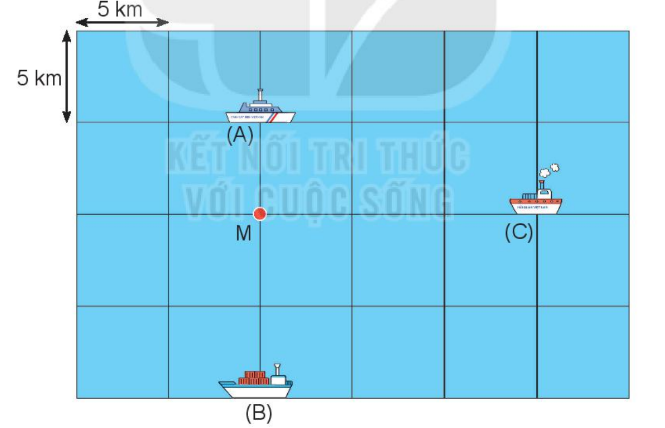 5 km
5 km
(A)
KẾT NỐI TRI THỨC
VỚI CUỘC SỐNG
M
(C)
(B)